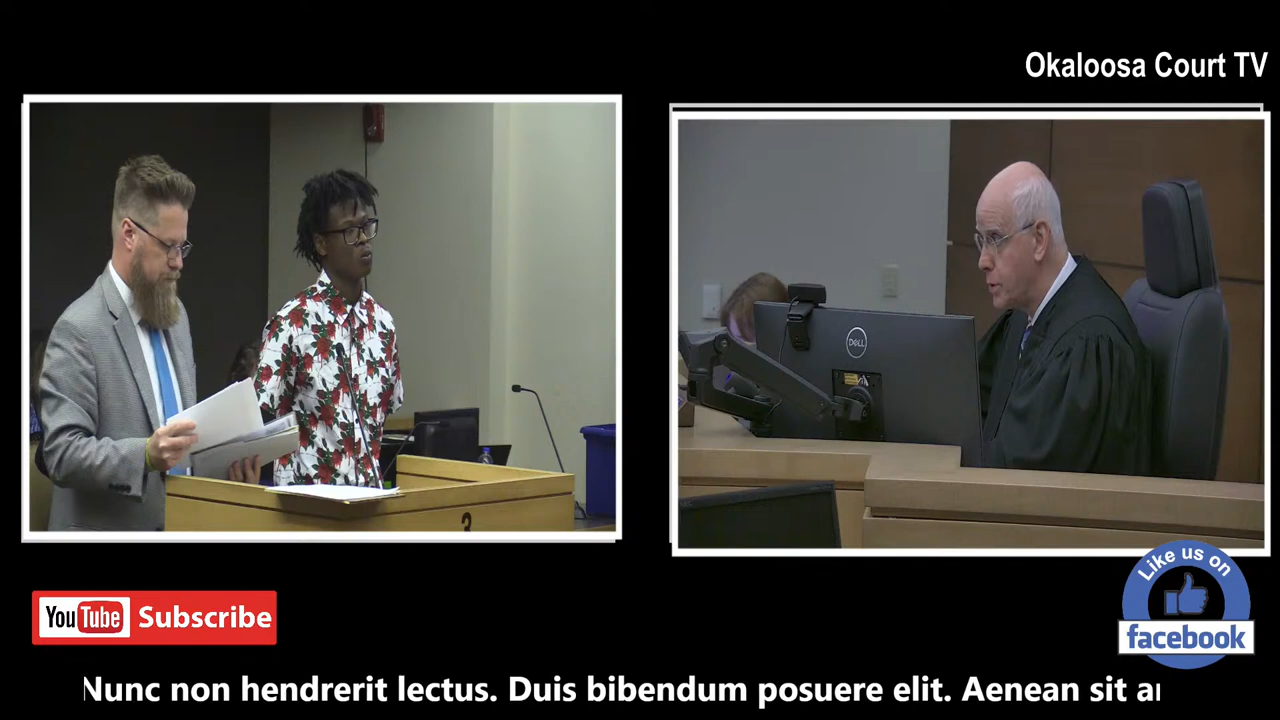 Okaloosa Court TV
DELL
3
YouTube Subscribe
Like us on
facebook
Nunc non hendrerit lectus. Duis bibendum posuere elit. Aenean sit